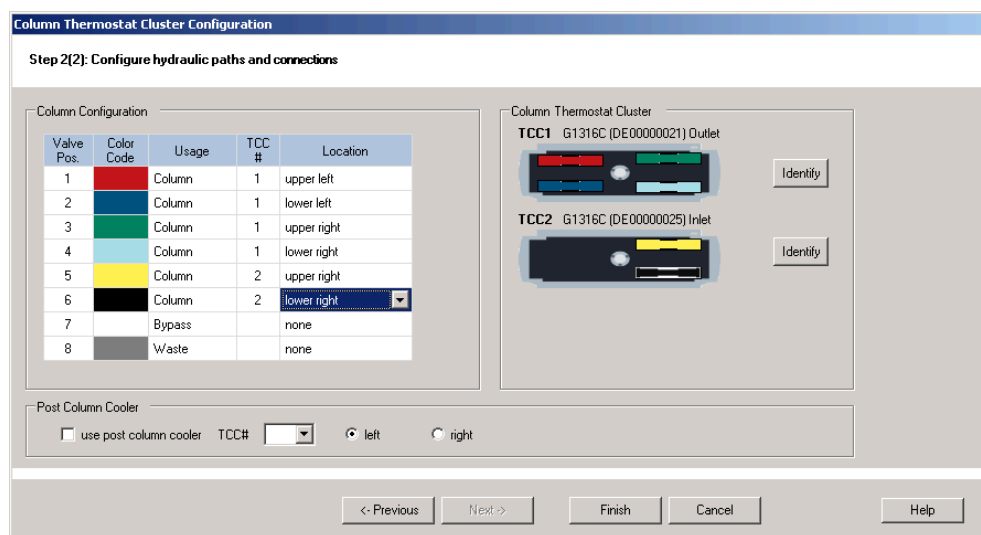 Column Thermostat Cluster Configuration
Step 2(2): Configure hydraulic paths and connections
Column Configuration
Valve Pos. Color Code Usage TCC # Location
1 Column 1 upper left
2 Column 1 lower left
3 Column 1 upper right
4 Column 1 lower right
5 Column 2 upper right
6 Column 2 lower right
7 Bypass none
8 Waste none
Column Thermostat Cluster
TCC1 G1316C (DE00000021) Outlet
Identify
TCC2 G1316C (DE00000025) Inlet
Identify
Post Column Cooler
use post column cooler TCC# left right
<- Previous Next -> Finish Cancel Help